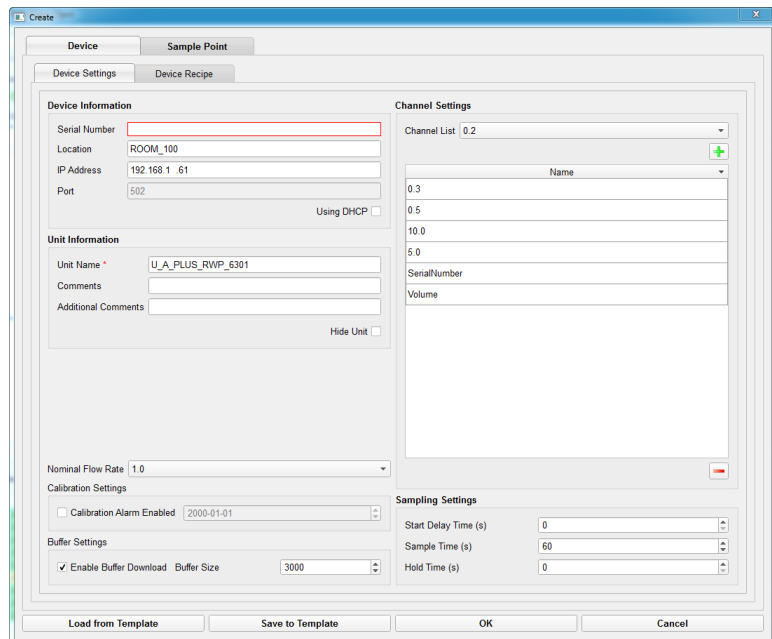 Create
Device
Sample Point
Device Settings
Device Recipe
Device Information
Serial Number
Location ROOM_100
IP Address 192.168.1 .61
Port 502
Using DHCP
Unit Information
Unit Name * U_A_PLUS_RWP_6301
Comments
Additional Comments
Hide Unit
Nominal Flow Rate 1.0
Calibration Settings
Calibration Alarm Enabled 2000-01-01
Buffer Settings
Enable Buffer Download Buffer Size 3000
Channel Settings
Channel List 0.2
Name
0.3
0.5
10.0
5.0
SerialNumber
Volume
Sampling Settings
Start Delay Time (s) 0
Sample Time (s) 60
Hold Time (s) 0
Load from Template
Save to Template
OK
Cancel